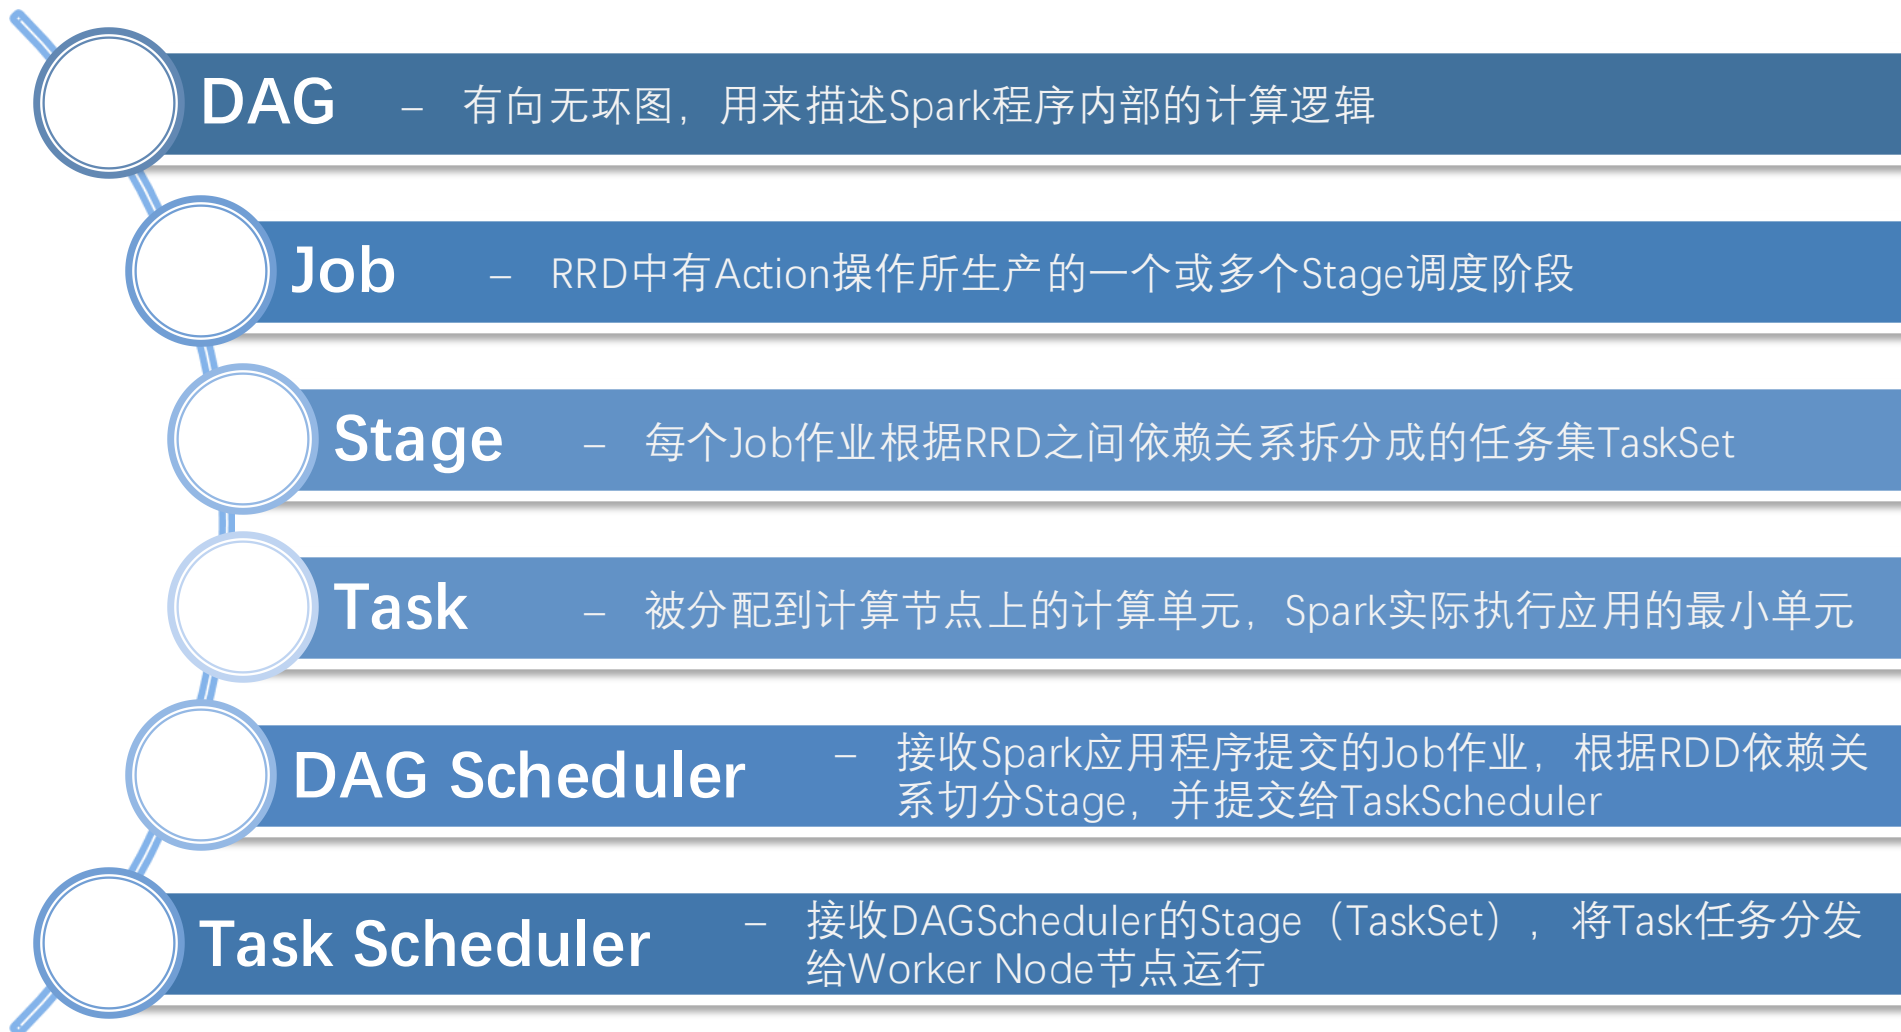 DAG – 有向无环图，用来描述Spark程序内部的计算逻辑
Job – RRD中有Action操作所生产的一个或多个Stage调度阶段
Stage – 每个Job作业根据RRD之间依赖关系拆分成的任务集TaskSet
Task – 被分配到计算节点上的计算单元，Spark实际执行应用的最小单元
DAG Scheduler – 接收Spark应用程序提交的Job作业，根据RDD依赖关
系切分Stage，并提交给TaskScheduler
Task Scheduler – 接收DAGScheduler的Stage（TaskSet），将Task任务分发
给Worker Node节点运行